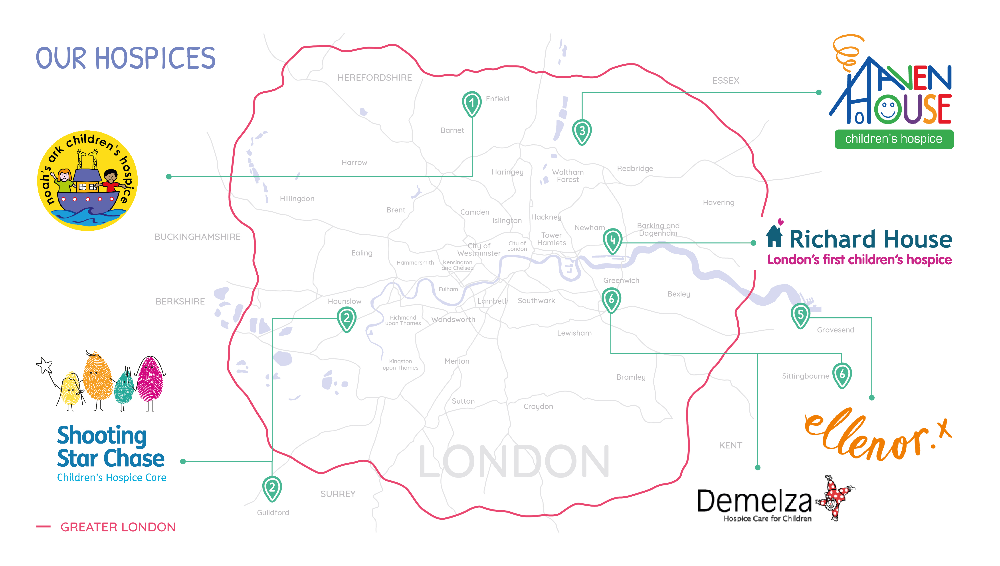 OUR HOSPICES
HEREFORDSHIRE
ESSEX
HAVEN
HOUSE
children's hospice
1
Enfield
3
Barnet
noah's ark children's hospice
Harrow
Haringey
Waltham
Forest
Redbridge
Hillingdon
Brent
Camden
Islington
Hackney
Havering
Newham
Barking and
Dagenham
4
Richard House
London's first children's hospice
BUCKINGHAMSHIRE
Tower
Hamlets
City of
London
City of
Westminster
Ealing
Hammersmith
Kensington
and Chelsea
Greenwich
Fulham
Bexley
BERKSHIRE
Hounslow
2
Lambeth
Southwark
6
5
Richmond
upon Thames
Wandsworth
Gravesend
Lewisham
Kingston
upon Thames
Merton
Bromley
Sittingbourne
6
Sutton
Croydon
ellenor.x
Shooting
Star Chase
Children's Hospice Care
KENT
LONDON
2
SURREY
Guildford
Demelza
Hospice Care for Children
GREATER LONDON